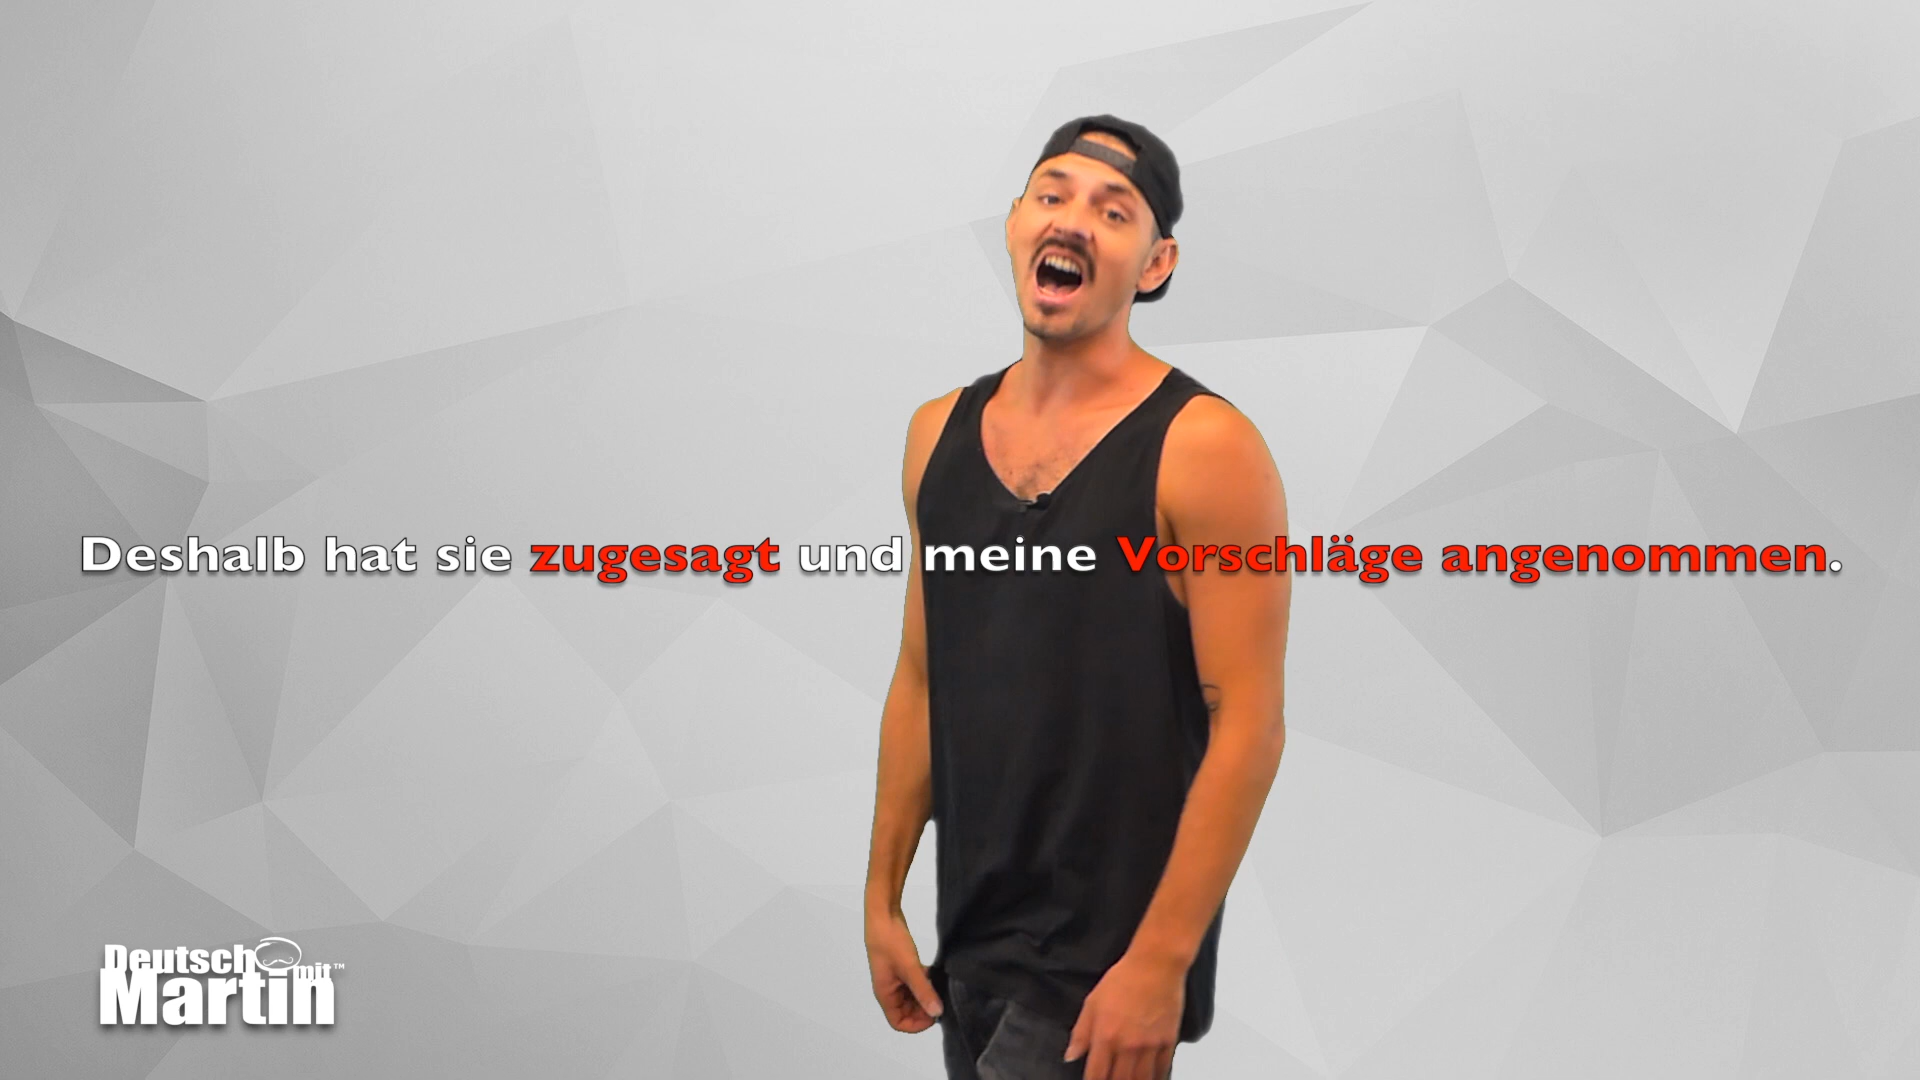 Deshalb hat sie zugesagt und meine Vorschläge angenommen.
Deutsch mit™
Martin